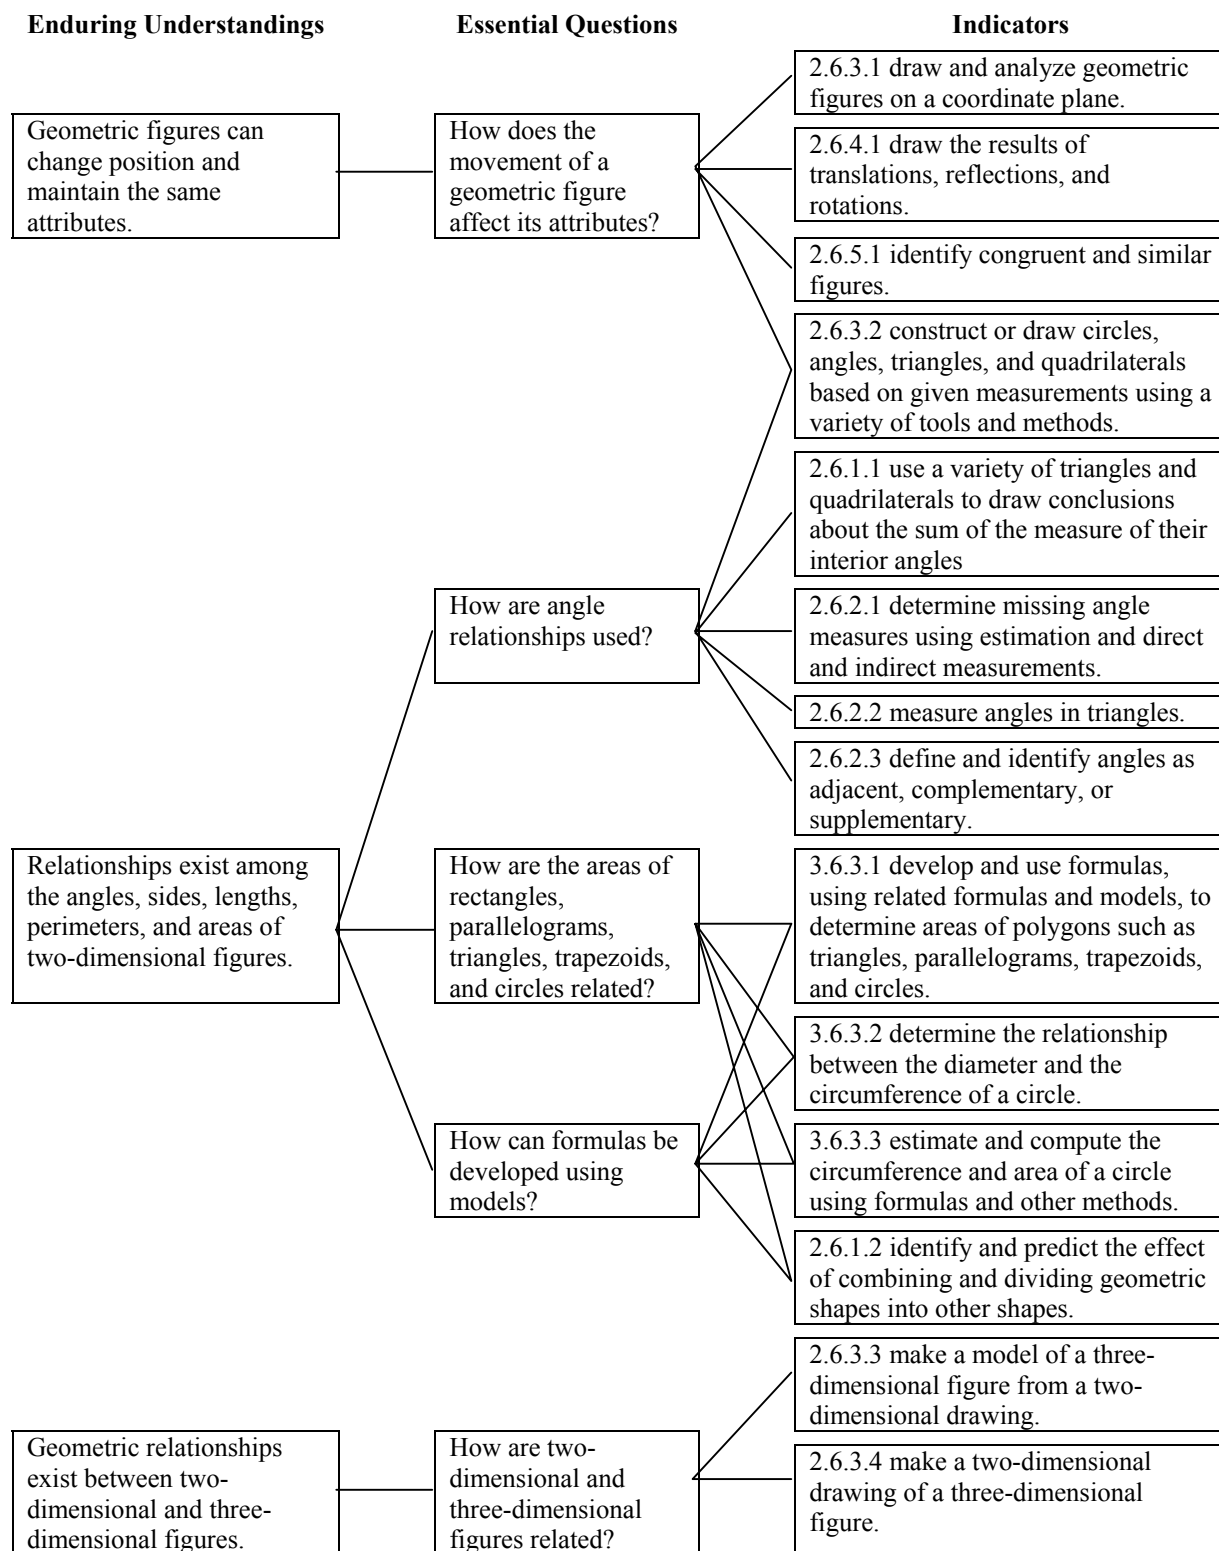 Enduring Understandings
Essential Questions
Indicators
Geometric figures can
change position and
maintain the same
attributes.
How does the
movement of a
geometric figure
affect its attributes?
2.6.3.1 draw and analyze geometric
figures on a coordinate plane.
2.6.4.1 draw the results of
translations, reflections, and
rotations.
2.6.5.1 identify congruent and similar
figures.
2.6.3.2 construct or draw circles,
angles, triangles, and quadrilaterals
based on given measurements using a
variety of tools and methods.
Relationships exist among
the angles, sides, lengths,
perimeters, and areas of
two-dimensional figures.
How are angle
relationships used?
2.6.1.1 use a variety of triangles and
quadrilaterals to draw conclusions
about the sum of the measure of their
interior angles
2.6.2.1 determine missing angle
measures using estimation and direct
and indirect measurements.
2.6.2.2 measure angles in triangles.
2.6.2.3 define and identify angles as
adjacent, complementary, or
supplementary.
How are the areas of
rectangles,
parallelograms,
triangles, trapezoids,
and circles related?
3.6.3.1 develop and use formulas,
using related formulas and models, to
determine areas of polygons such as
triangles, parallelograms, trapezoids,
and circles.
3.6.3.2 determine the relationship
between the diameter and the
circumference of a circle.
How can formulas be
developed using
models?
3.6.3.3 estimate and compute the
circumference and area of a circle
using formulas and other methods.
2.6.1.2 identify and predict the effect
of combining and dividing geometric
shapes into other shapes.
Geometric relationships
exist between two-
dimensional and three-
dimensional figures.
How are two-
dimensional and
three-dimensional
figures related?
2.6.3.3 make a model of a three-
dimensional figure from a two-
dimensional drawing.
2.6.3.4 make a two-dimensional
drawing of a three-dimensional
figure.